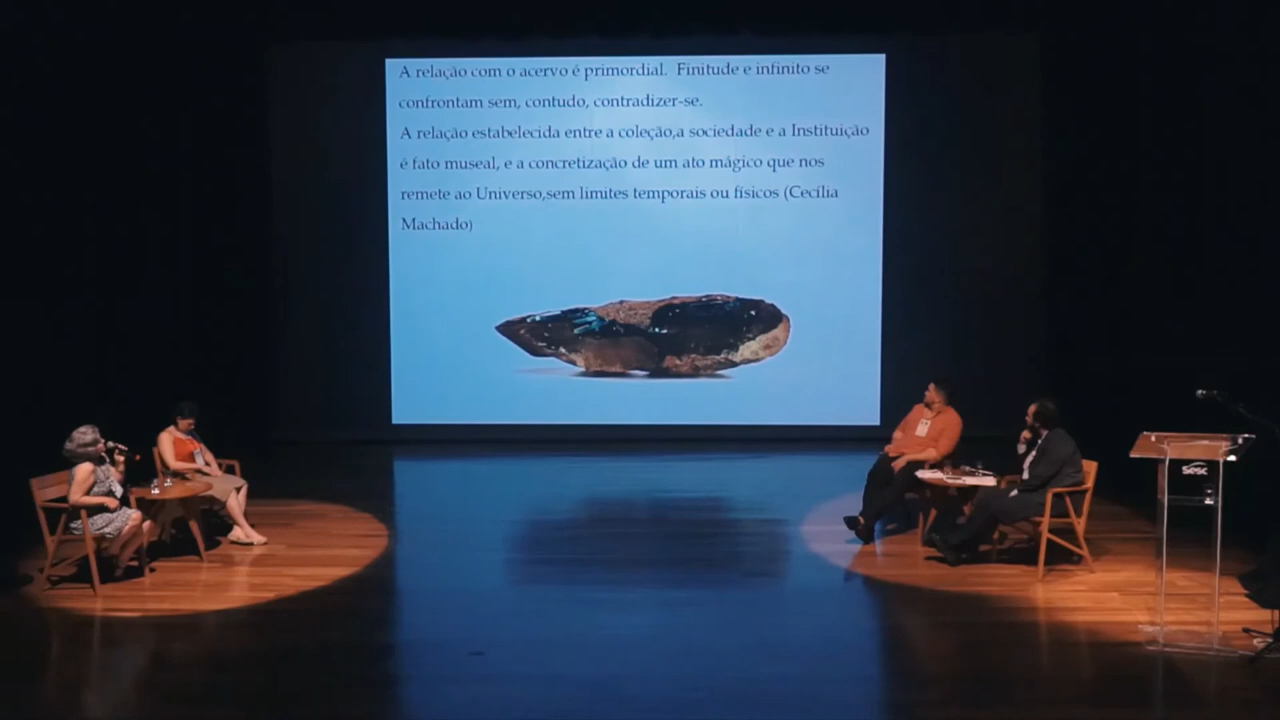 A relação com o acervo é primordial. Finitude e infinito se
confrontam sem, contudo, contradizer-se.
A relação estabelecida entre a coleção,a sociedade e a Instituição
é fato museal, e a concretização de um ato mágico que nos
remete ao Universo,sem limites temporais ou físicos (Cecília
Machado)
Sesc